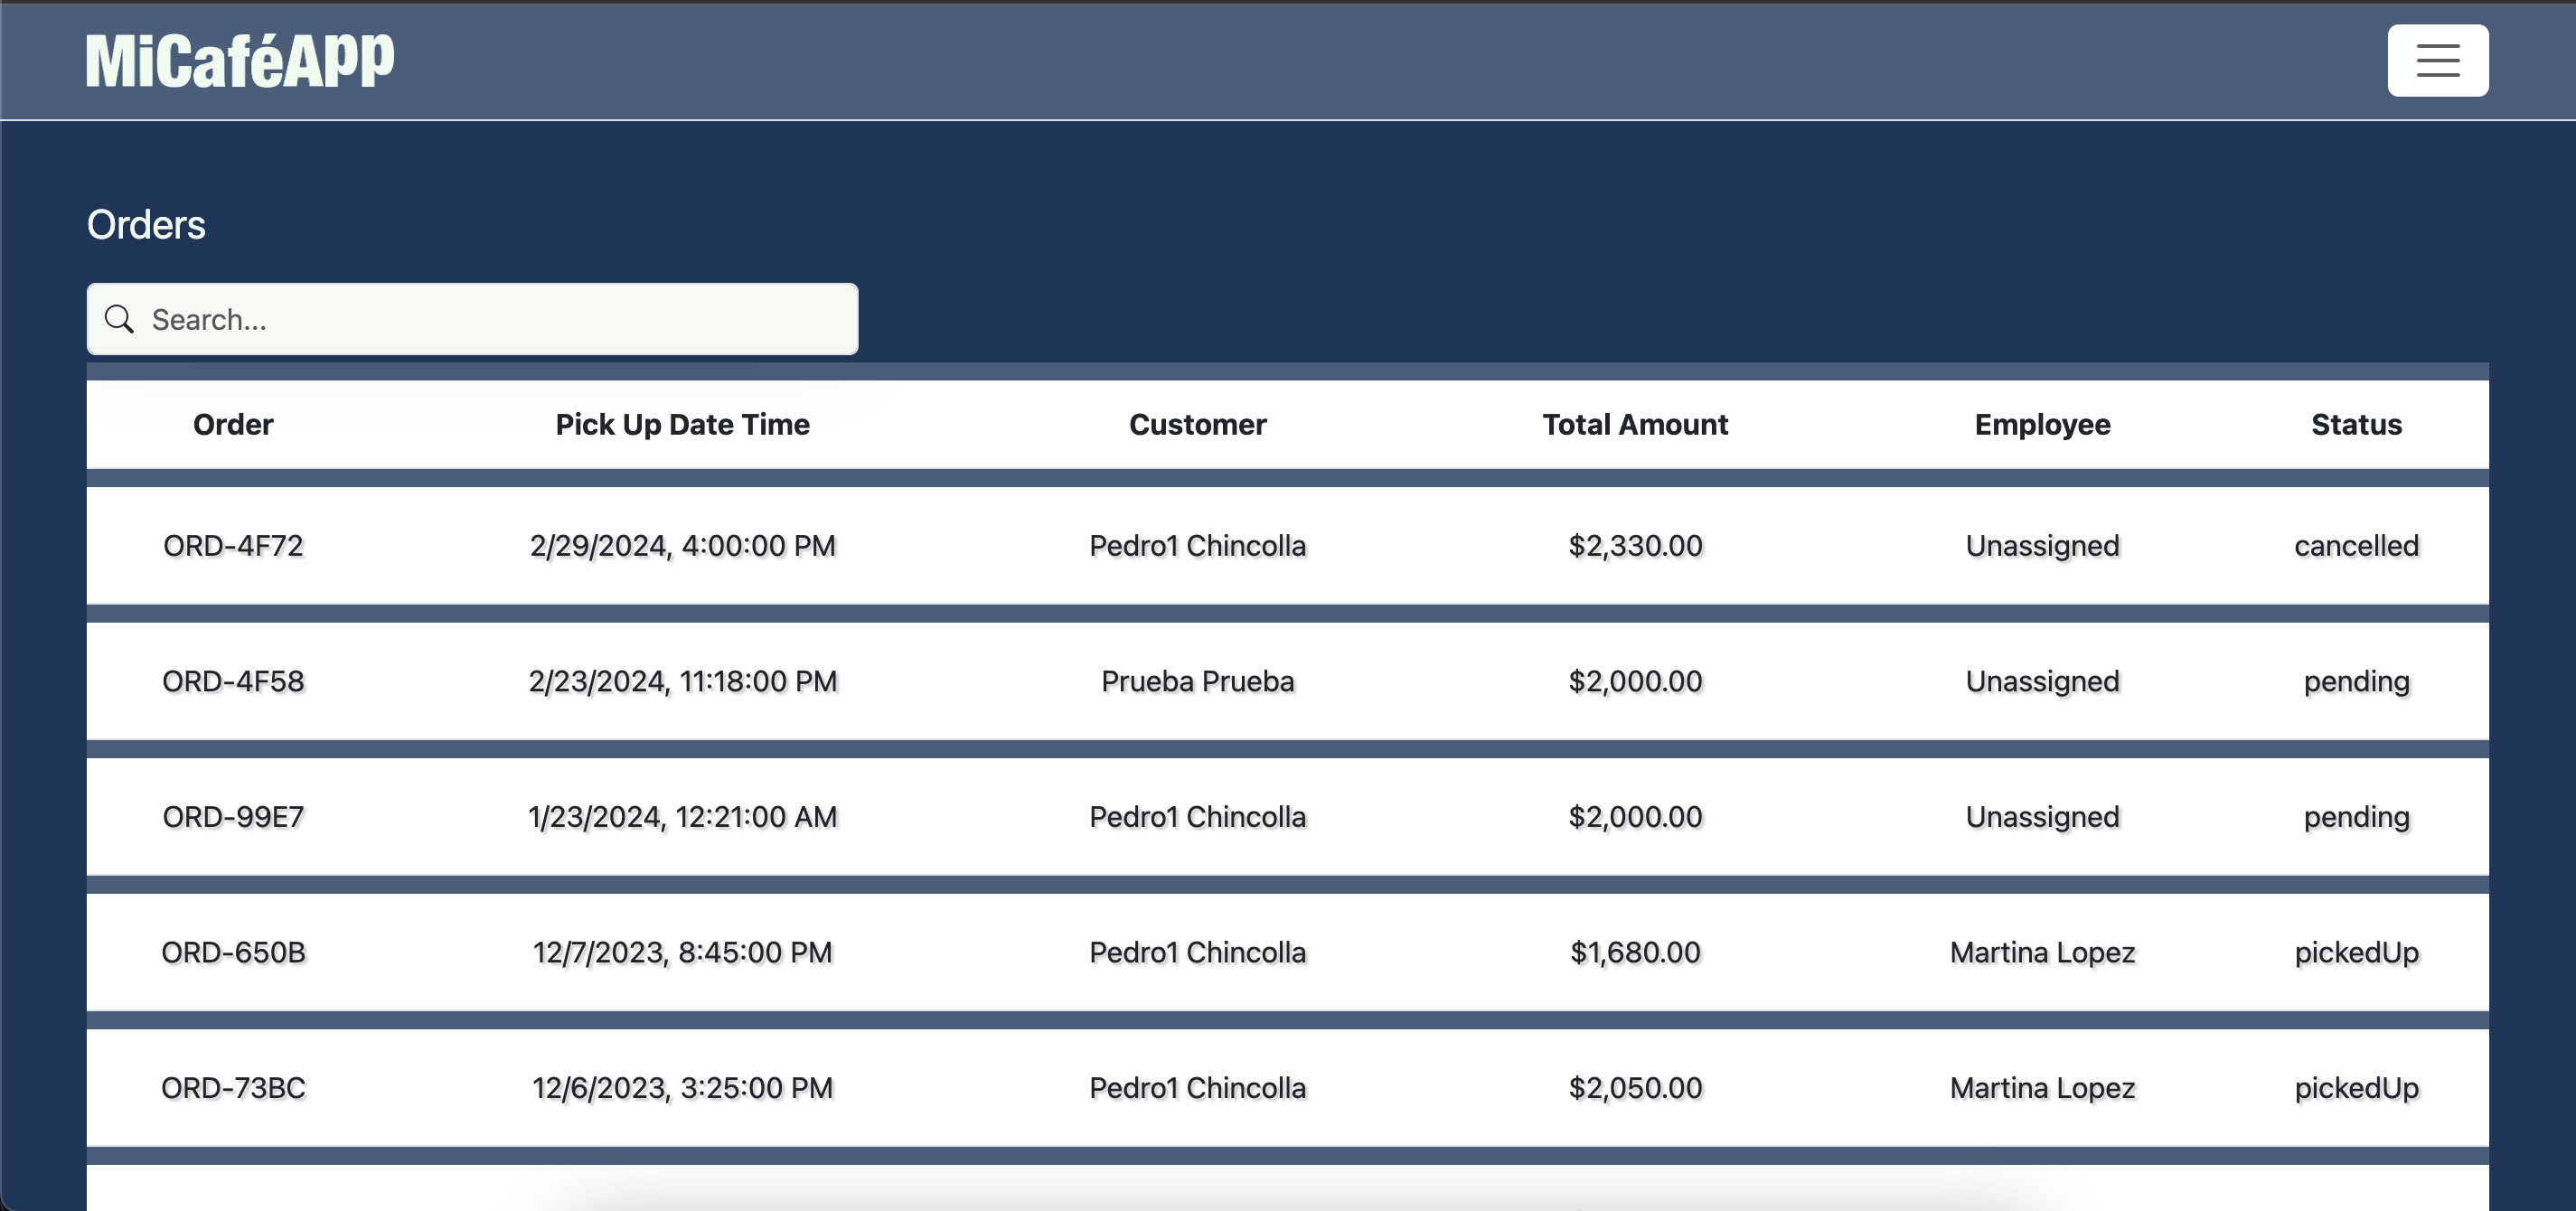 MiCaféApp
Orders
Search...
Order Pick Up Date Time Customer Total Amount Employee Status
ORD-4F72 2/29/2024, 4:00:00 PM Pedro1 Chincolla $2,330.00 Unassigned cancelled
ORD-4F58 2/23/2024, 11:18:00 PM Prueba Prueba $2,000.00 Unassigned pending
ORD-99E7 1/23/2024, 12:21:00 AM Pedro1 Chincolla $2,000.00 Unassigned pending
ORD-650B 12/7/2023, 8:45:00 PM Pedro1 Chincolla $1,680.00 Martina Lopez pickedUp
ORD-73BC 12/6/2023, 3:25:00 PM Pedro1 Chincolla $2,050.00 Martina Lopez pickedUp